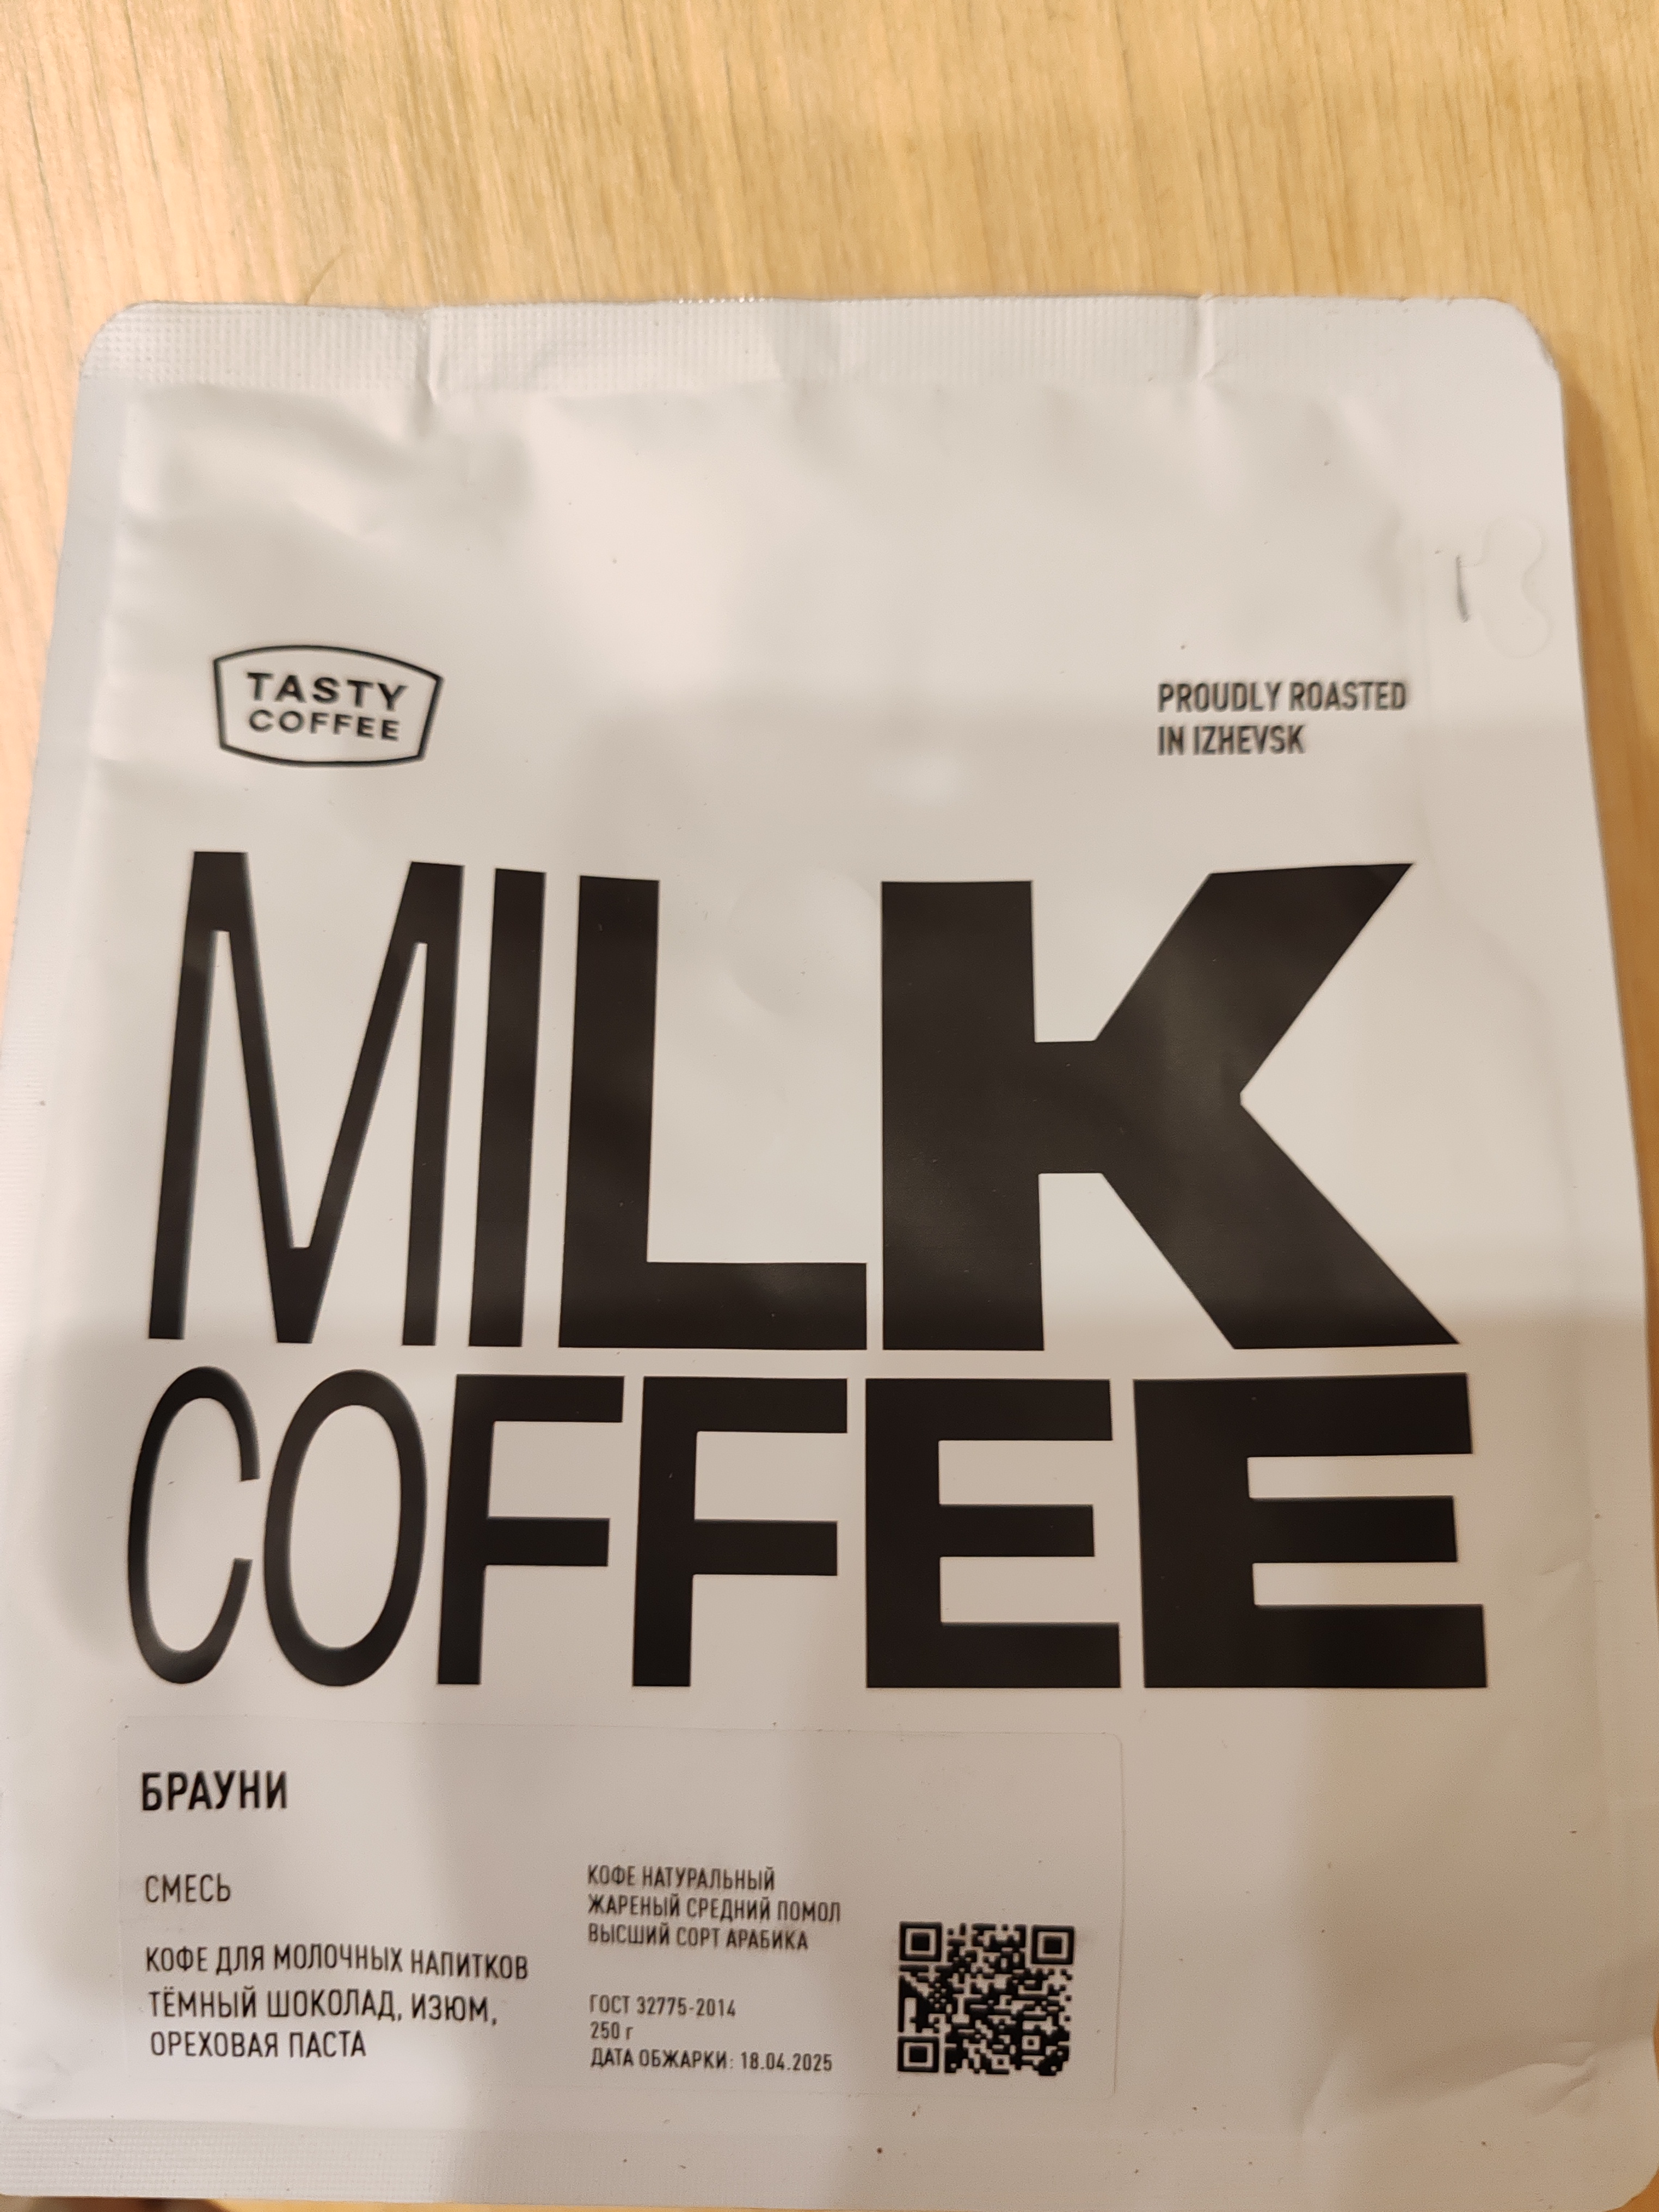 TASTY
COFFEE
PROUDLY ROASTED
IN IZHEVSK
MILK
COFFEE
БРАУНИ
СМЕСЬ
КОФЕ ДЛЯ МОЛОЧНЫХ НАПИТКОВ
ТЁМНЫЙ ШОКОЛАД, ИЗЮМ,
ОРЕХОВАЯ ПАСТА
КОФЕ НАТУРАЛЬНЫЙ
ЖАРЕНЫЙ СРЕДНИЙ ПОМОЛ
ВЫСШИЙ СОРТ АРАБИКА
ГОСТ 32775-2014
250 г
ДАТА ОБЖАРКИ: 18.04.2025